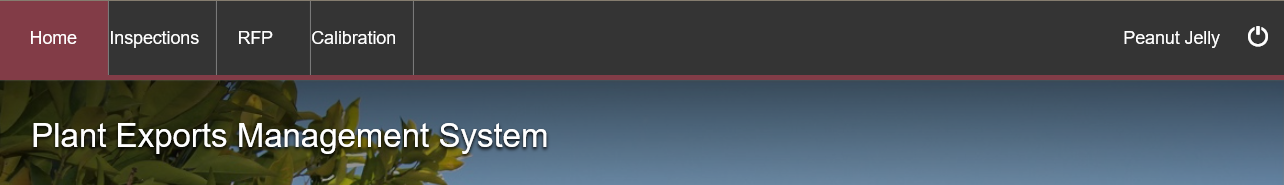 Home Inspections RFP Calibration Peanut Jelly
Plant Exports Management System